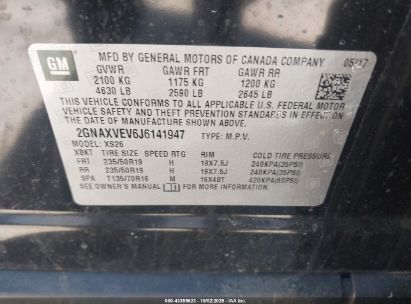 GM
MFD BY GENERAL MOTORS OF CANADA COMPANY 05/17
GVWR GAWR FRT GAWR RR
2100 KG 1175 KG 1200 KG
4630 LB 2590 LB 2645 LB
THIS VEHICLE CONFORMS TO ALL APPLICABLE U.S. FEDERAL MOTOR
VEHICLE SAFETY, BUMPER, AND THEFT PREVENTION STANDARDS IN
EFFECT ON THE DATE OF MANUFACTURE SHOWN ABOVE.
2GNAXVEV6J6141947 TYPE: M.P.V.
MODEL: XS26
XBKT TIRE SIZE SPEED RTG RIM COLD TIRE PRESSURE
FRT 235/50R19 H 19X7.5J 240KPA(35PSI)
RR 235/50R19 H 19X7.5J 240KPA(35PSI)
SPA T135/70R16 M 16X4BT 420KPA(60PSI)
SEE OWNER'S MANUAL FOR ADDITIONAL INFORMATION.